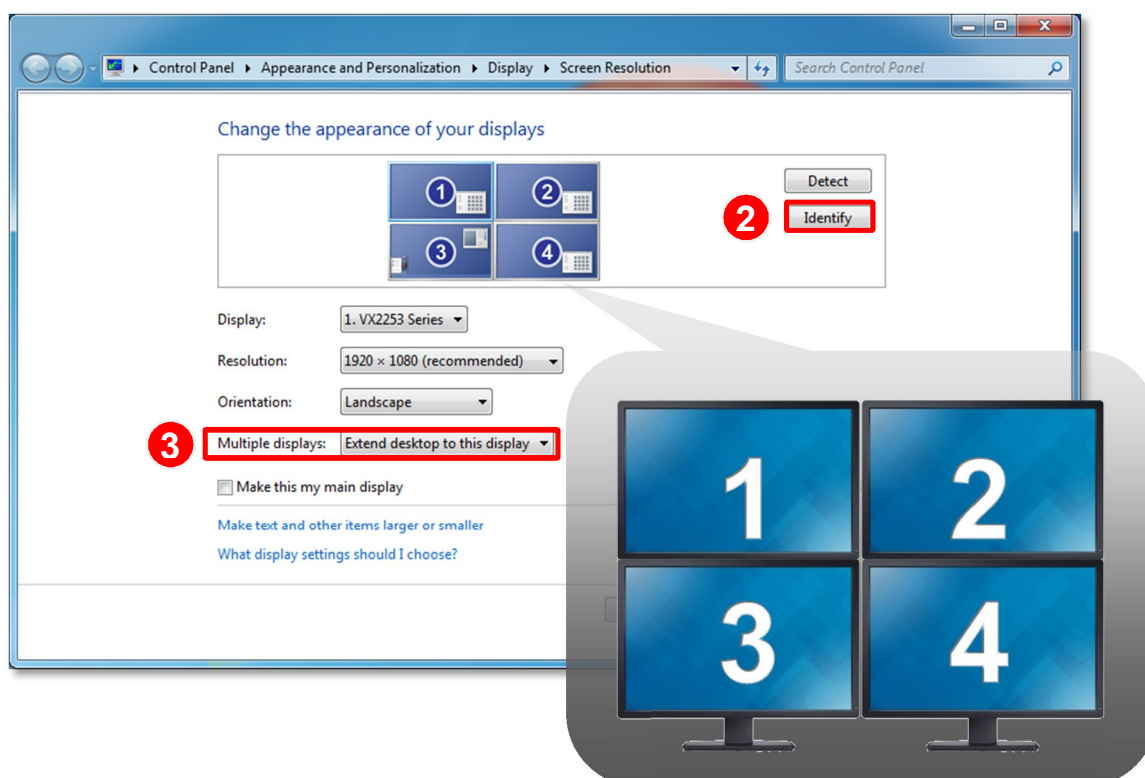 Control Panel ▸ Appearance and Personalization ▸ Display ▸ Screen Resolution
Search Control Panel
Change the appearance of your displays
1
2
3
4
Detect
2
Identify
Display:
1. VX2253 Series
Resolution:
1920 × 1080 (recommended)
Orientation:
Landscape
3
Multiple displays:
Extend desktop to this display
Make this my main display
Make text and other items larger or smaller
What display settings should I choose?
1
2
3
4